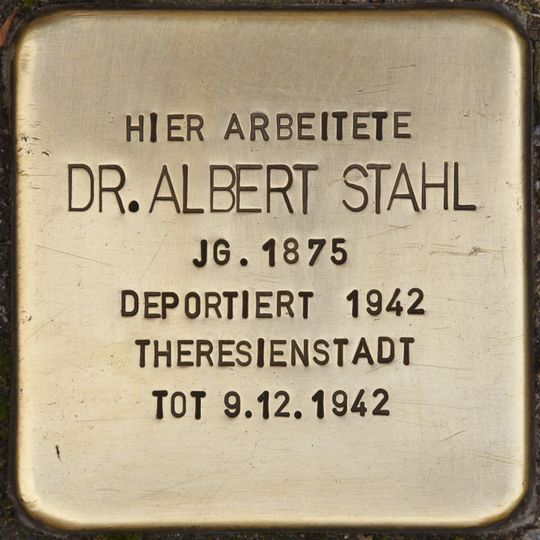 HIER ARBEITETE
DR. ALBERT STAHL
JG. 1875
DEPORTIERT 1942
THERESIENSTADT
TOT 9.12.1942